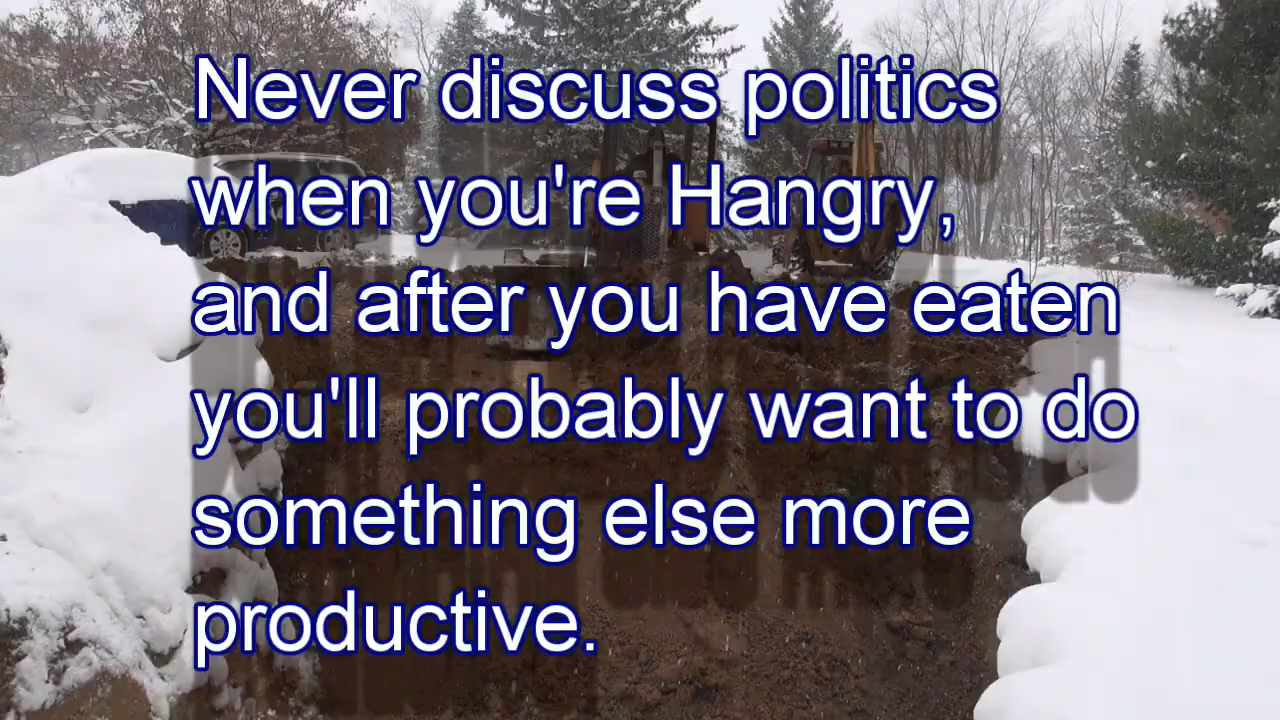 Never discuss politics
when you're Hangry,
and after you have eaten
you'll probably want to do
something else more
productive.